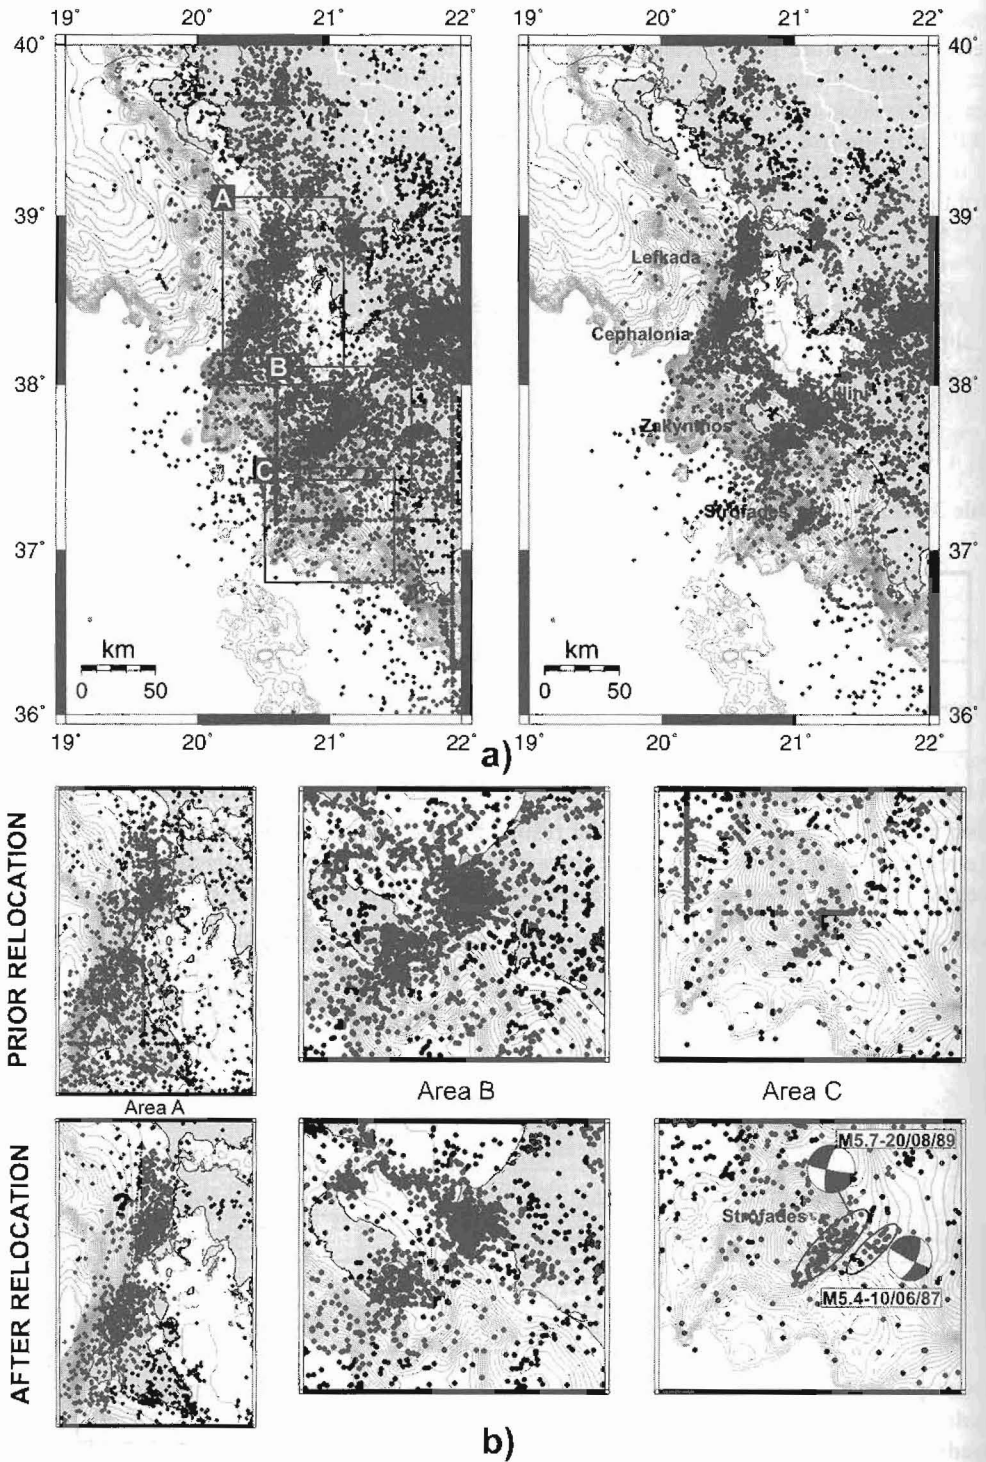 19° 20° 21° 22° 19° 20° 21° 22°
40° 40°
A
39° 39°
Lefkada
Cephalonia
B
38° 38°
Zakynthos
C
Strofades
37° 37°
km km
0 50 0 50
36° 36°
19° 20° 21° 22° 19° 20° 21° 22°
a)
PRIOR RELOCATION
Area A Area B Area C
AFTER RELOCATION
M5.7-20/08/89
Strofades
M5.4-10/06/87
b)